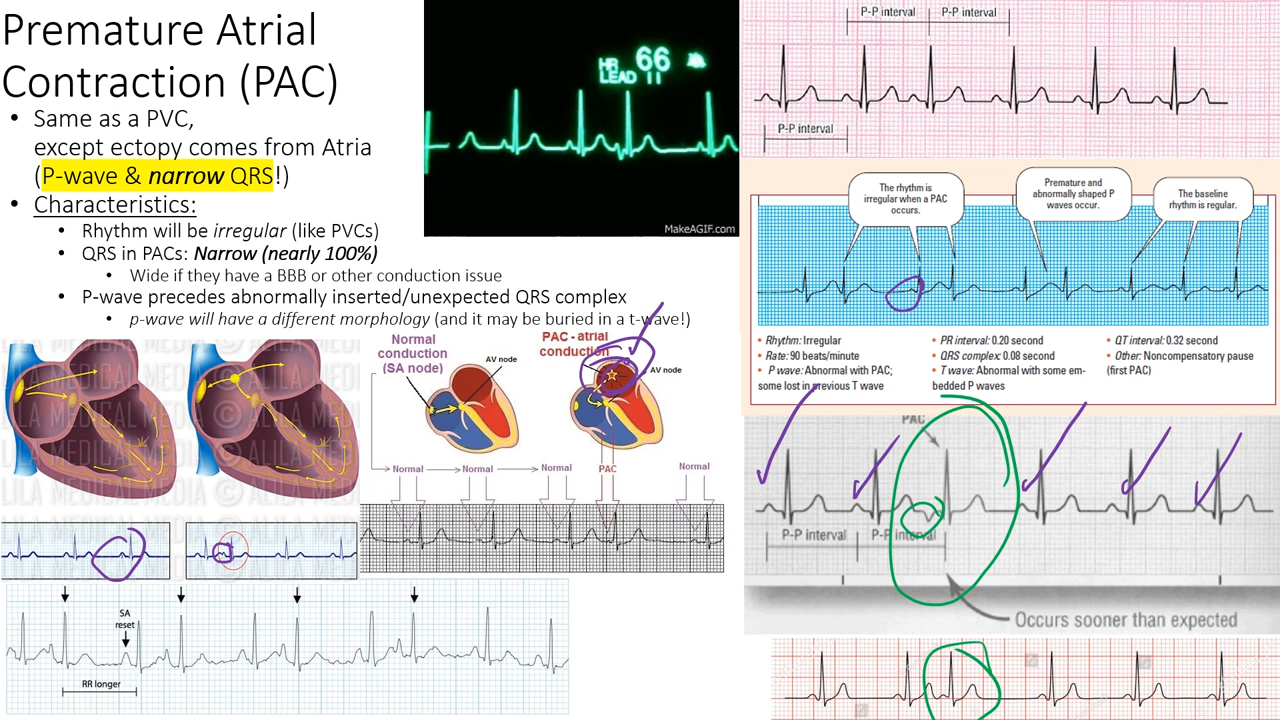 Premature Atrial
Contraction (PAC)
• Same as a PVC,
except ectopy comes from Atria
(P-wave & narrow QRS!)
• Characteristics:
• Rhythm will be irregular (like PVCs)
• QRS in PACs: Narrow (nearly 100%)
• Wide if they have a BBB or other conduction issue
• P-wave precedes abnormally inserted/unexpected QRS complex
• p-wave will have a different morphology (and it may be buried in a t-wave!)
HR 66
LEAD II
MakeAGIF.com
P-P interval
P-P interval
P-P interval
The rhythm is
irregular when a PAC
occurs.
Premature and
abnormally shaped P
waves occur.
The baseline
rhythm is regular.
• Rhythm: Irregular
• Rate: 90 beats/minute
• P wave: Abnormal with PAC;
some lost in previous T wave
• PR interval: 0.20 second
• QRS complex: 0.08 second
• T wave: Abnormal with some em-
bedded P waves
• QT interval: 0.32 second
• Other: Noncompensatory pause
(first PAC)
Normal
conduction
(SA node)
AV node
PAC - atrial
conduction
AV node
Normal
Normal
Normal
PAC
Normal
SA
reset
RR longer
PAC
P-P interval
P-P interval
Occurs sooner than expected